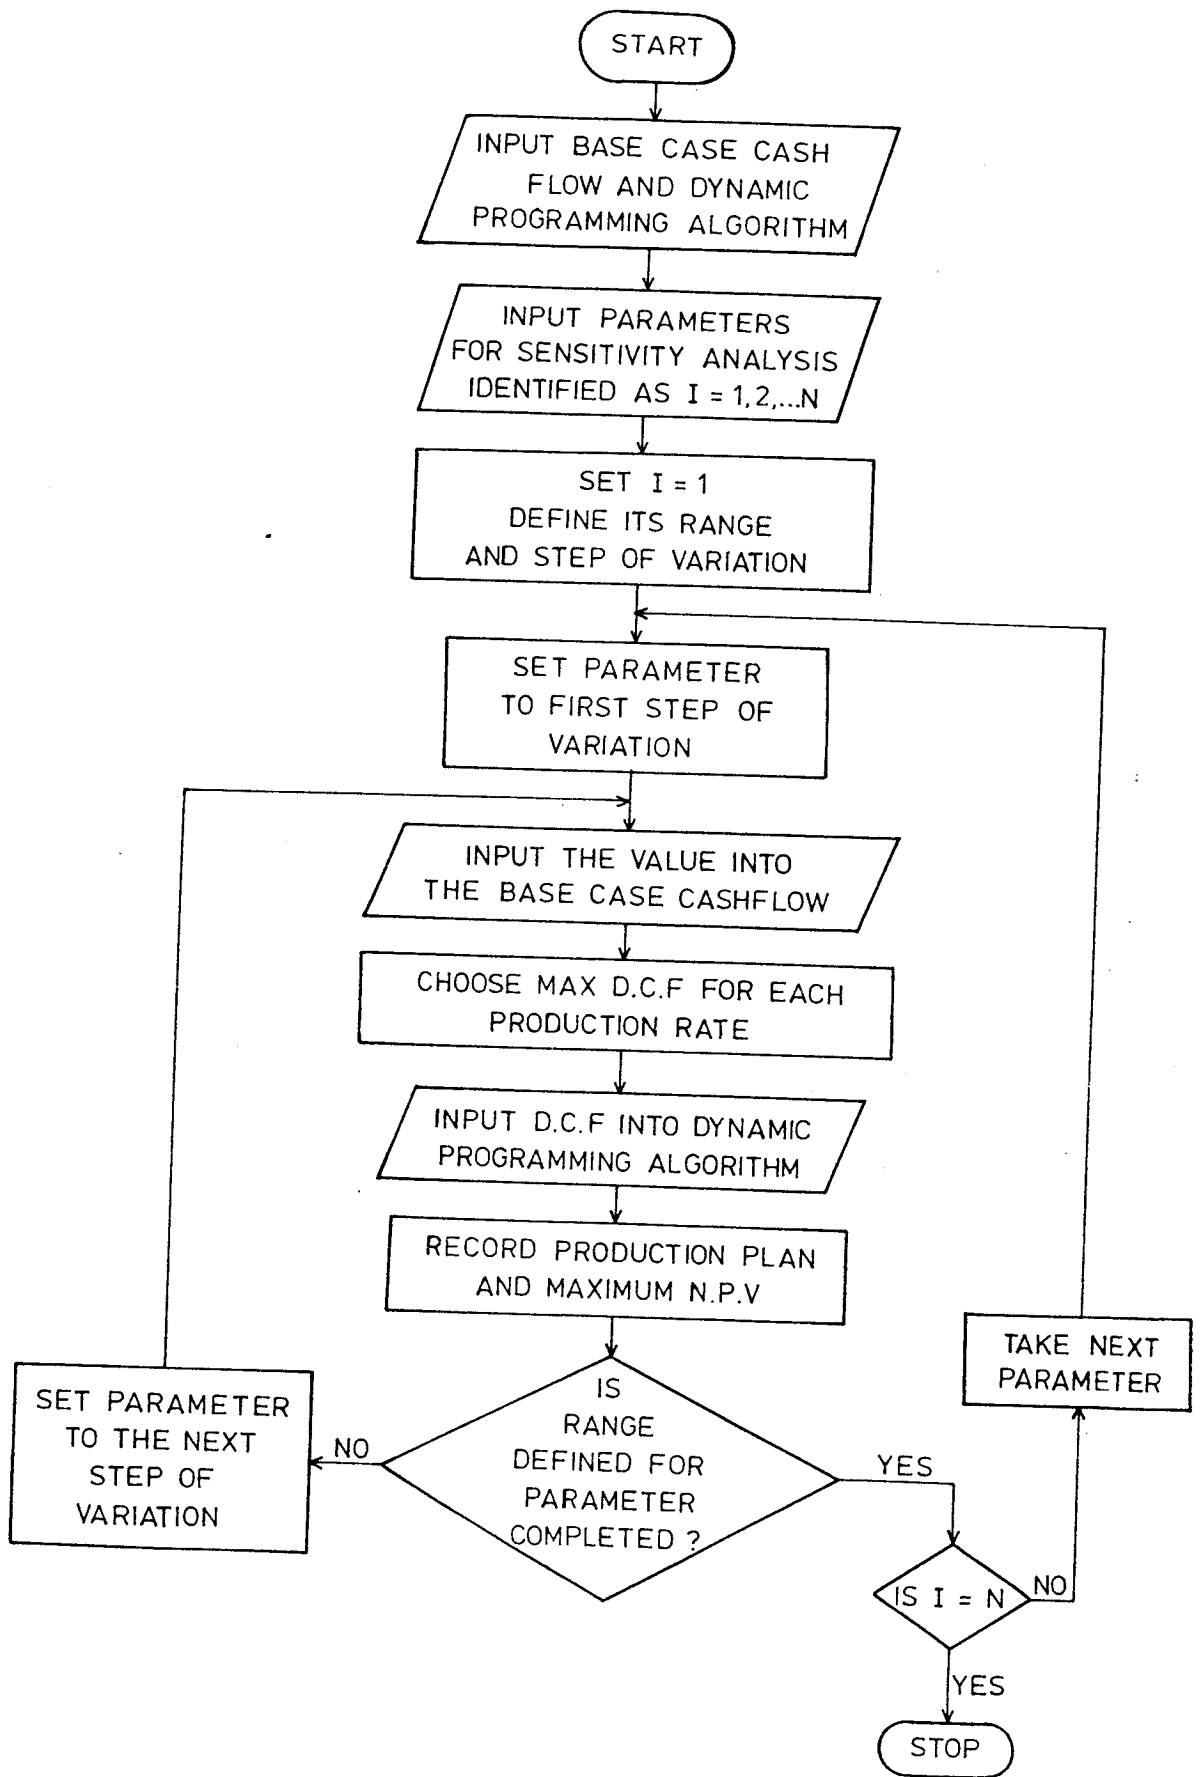 START
INPUT BASE CASE CASH
FLOW AND DYNAMIC
PROGRAMMING ALGORITHM
INPUT PARAMETERS
FOR SENSITIVITY ANALYSIS
IDENTIFIED AS I = 1,2,...N
SET I = 1
DEFINE ITS RANGE
AND STEP OF VARIATION
SET PARAMETER
TO FIRST STEP OF
VARIATION
INPUT THE VALUE INTO
THE BASE CASE CASHFLOW
CHOOSE MAX D.C.F FOR EACH
PRODUCTION RATE
INPUT D.C.F INTO DYNAMIC
PROGRAMMING ALGORITHM
RECORD PRODUCTION PLAN
AND MAXIMUM N.P.V
IS
RANGE
DEFINED FOR
PARAMETER
COMPLETED ?
NO
SET PARAMETER
TO THE NEXT
STEP OF
VARIATION
YES
IS I = N
NO
TAKE NEXT
PARAMETER
YES
STOP